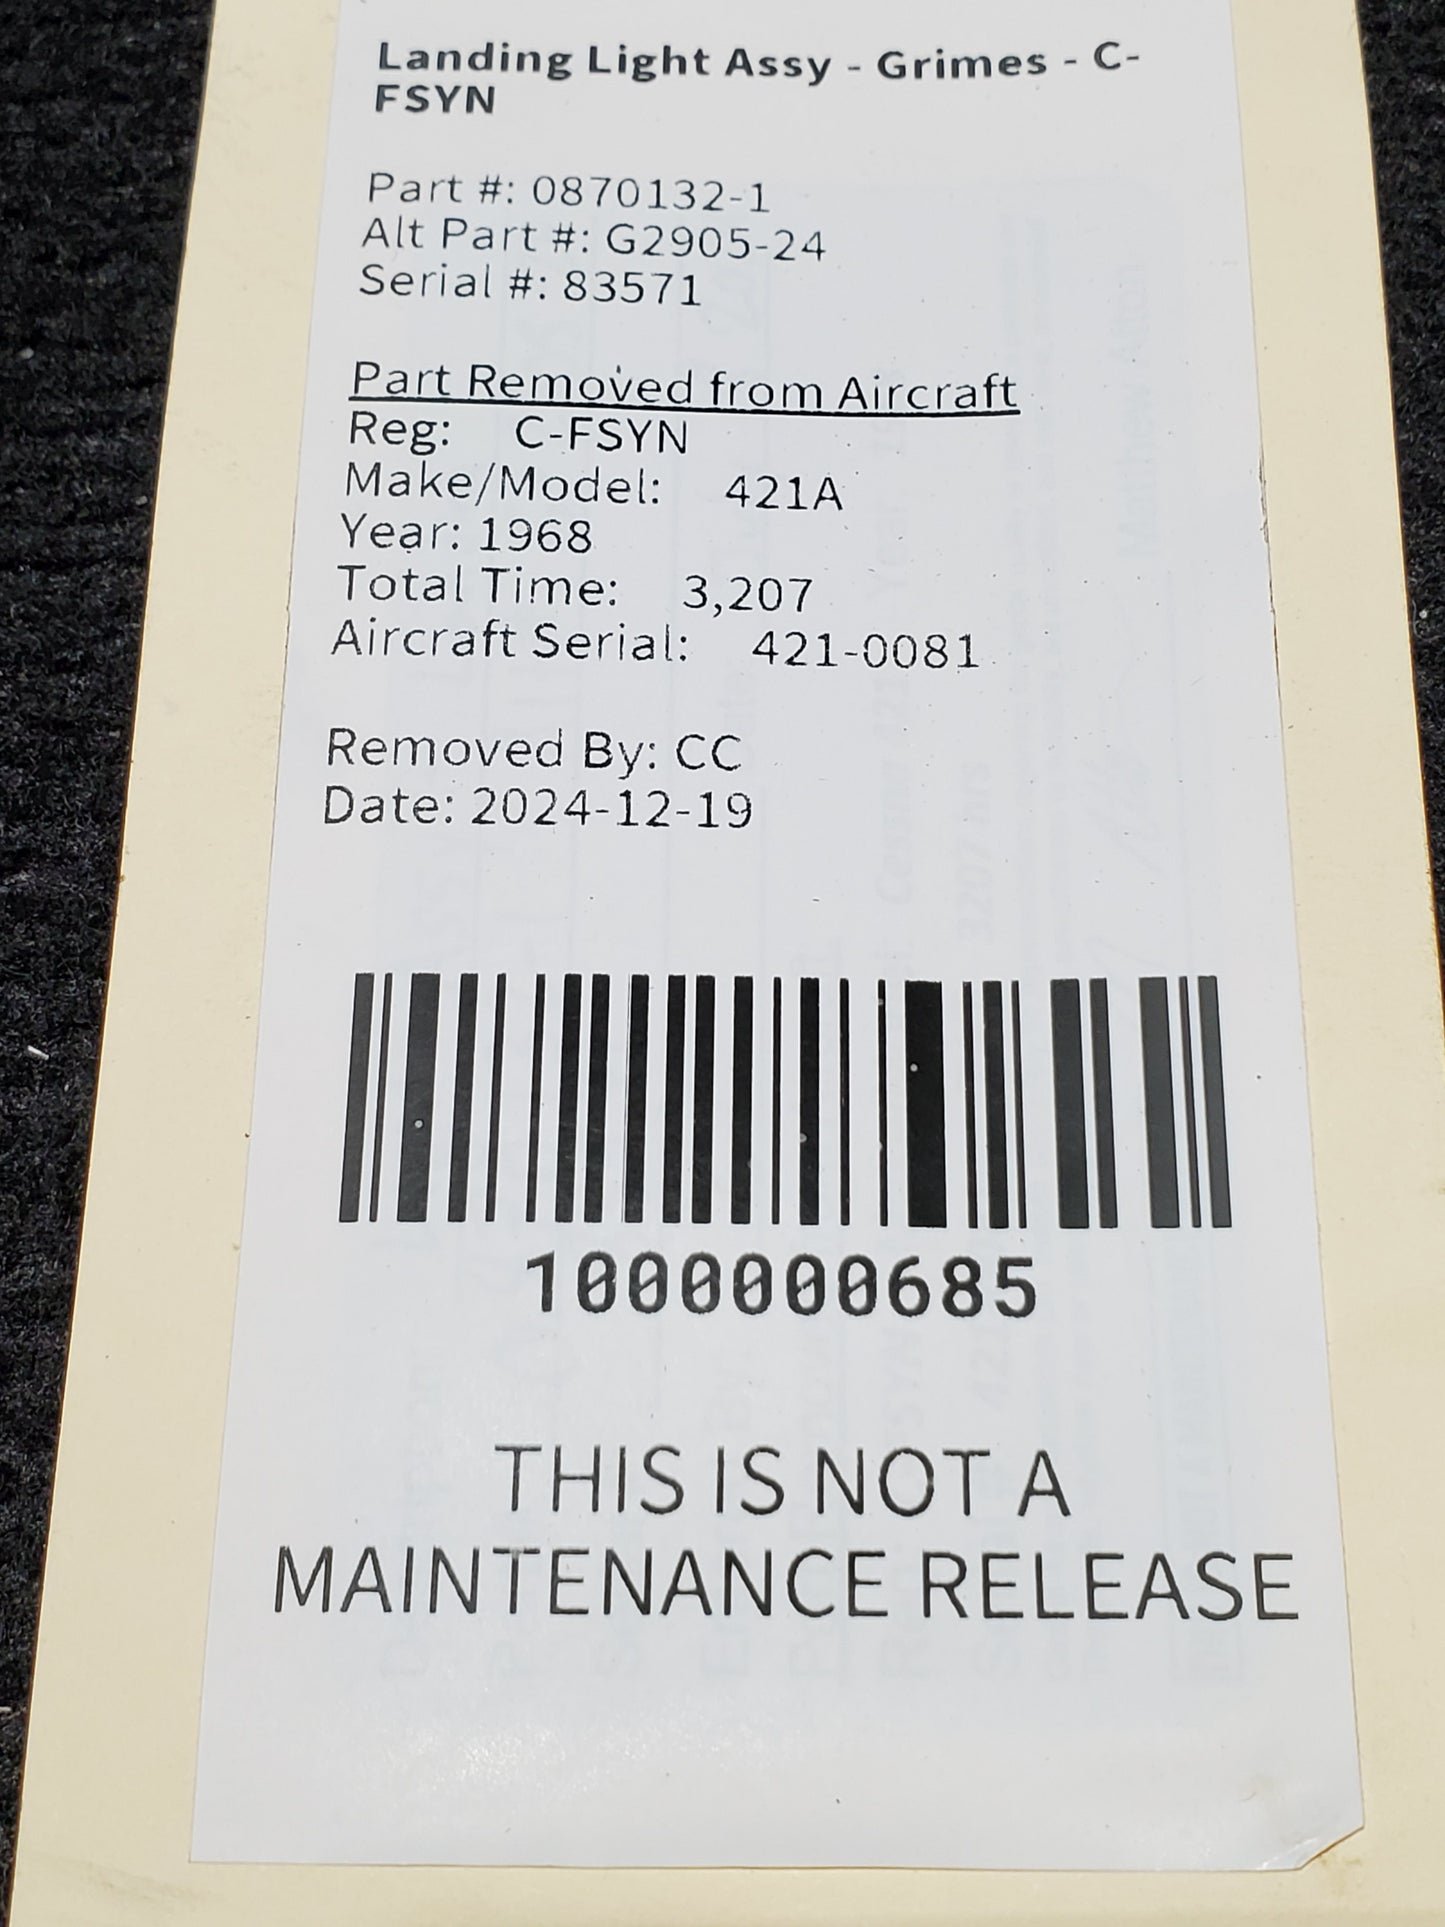 Landing Light Assy - Grimes - C-
FSYN
Part #: 0870132-1
Alt Part #: G2905-24
Serial #: 83571
Part Removed from Aircraft
Reg: C-FSYN
Make/Model: 421A
Year: 1968
Total Time: 3,207
Aircraft Serial: 421-0081
Removed By: CC
Date: 2024-12-19
1000000685
THIS IS NOT A
MAINTENANCE RELEASE